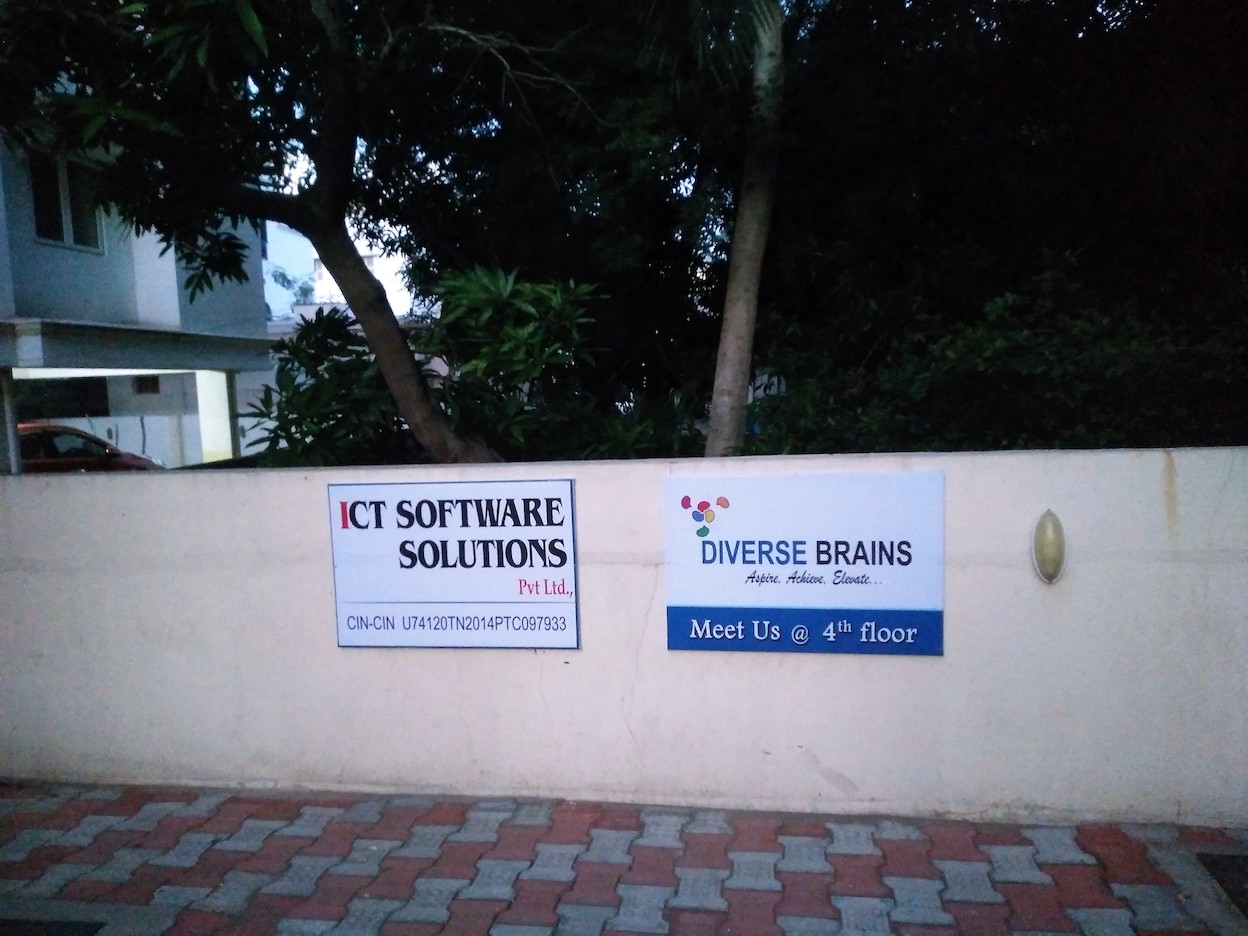 ICT SOFTWARE
SOLUTIONS
Pvt Ltd.,
CIN-CIN U74120TN2014PTC097933
DIVERSE BRAINS
Aspire, Achieve, Elevate...
Meet Us @ 4th floor